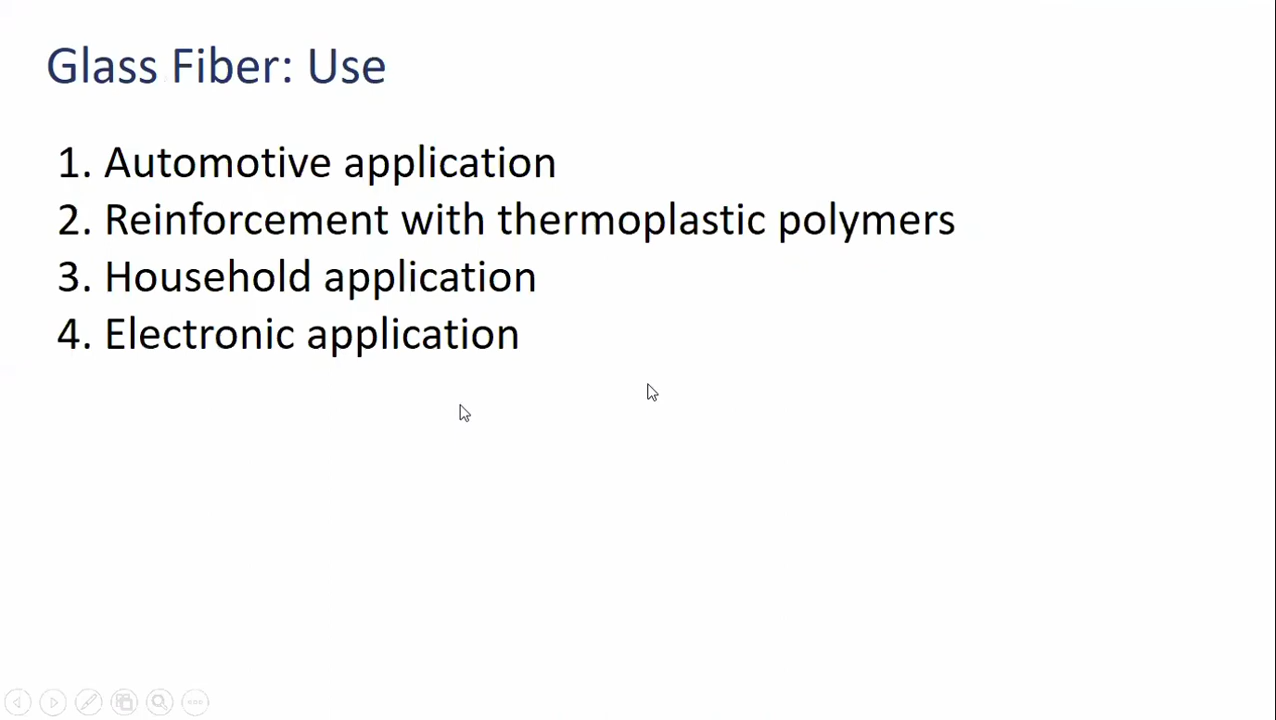 Glass Fiber: Use
1. Automotive application
2. Reinforcement with thermoplastic polymers
3. Household application
4. Electronic application